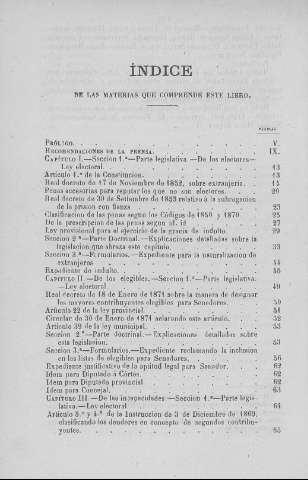 ÍNDICE
DE LAS MATERIAS QUE COMPRENDE ESTE LIBRO.
PÁGINAS
PRÓLOGO. V.
RECOMENDACIONES DE LA PRENSA. IX.
CAPÍTULO I.—Seccion 1.ª—Parte legislativa.—De los electores—
Ley electoral. 13
Artículo 1.º de la Constitucion. 13
Real decreto de 17 de Noviembre de 1852, sobre extranjería. 14
Penas accesorias para reputar los que no son electores. 20
Real decreto de 30 de Setiembre de 1853 relativo á la subrogacion
de la prision con fianza 23
Clasificacion de las penas segun los Códigos de 1850 y 1870. 25
De la prescripcion de las penas segun id. id 27
Ley provisional para el ejercicio de la gracia de indulto. 29
Seccion 2.ª—Parte Doctrinal.—Explicaciones detalladas sobre la
legislacion que abraza este capítulo. 33
Seccion 3.ª—Formularios.—Expediente para la naturalizacion de
extranjeros 44
Expediente de indulto. 46
CAPÍTULO II.—De los elegibles.—Seccion 1.ª—Parte legislativa.
—Ley electoral 49
Real decreto de 18 de Enero de 1871 sobre la manera de designar
los mayores contribuyentes elegibles para Senadores. 50
Artículo 22 de la ley provincial. 51
Circular de 30 de Enero de 1871 aclarando este artículo. 52
Artículo 39 de la ley municipal. 53
Seccion 2.ª—Parte doctrinal.—Explicaciones detalladas sobre
esta legislacion. 53
Seccion 3.ª—Formularios.—Expediente reclamando la inclusion
en las listas de elegibles para Senadores. 56
Expediente justificativo de la aptitud legal para Senador. 62
Idem para Diputado á Córtes. 62
Idem para Diputado provincial 62
Idem para Concejal. 63
CAPÍTULO III.—De las incapacidades—Seccion 1.ª—Parte legis-
lativa.—Ley electoral 64
Artículo 3.º y 4.º de la Instruccion de 3 de Diciembre de 1869,
clasificando los deudores en concepto de segundos contribu-
yentes. 65